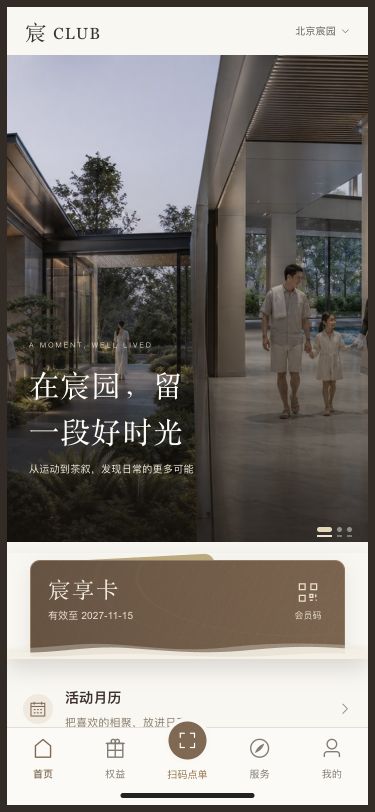 宸 CLUB
北京宸园
A MOMENT, WELL LIVED
在宸园，留
一段好时光
从运动到茶叙，发现日常的更多可能
宸享卡
有效至 2027-11-15
会员码
活动月历
把喜欢的相聚、放进日
首页
权益
扫码点单
服务
我的